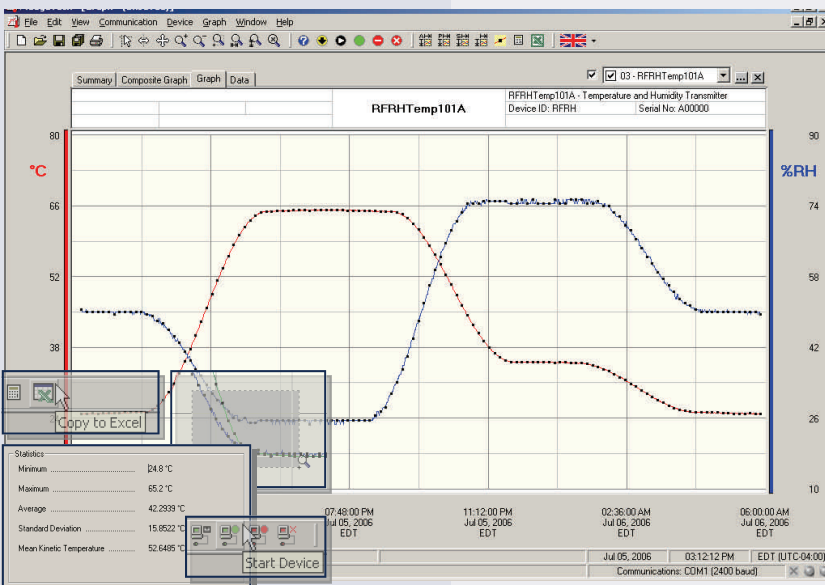 File Edit View Communication Device Graph Window Help
Summary Composite Graph Graph Data
03 - RFRHTemp101A
RFRHTemp101A
RFRHTemp101A - Temperature and Humidity Transmitter
Device ID: RFRH Serial No: A00000
80 90
°C %RH
66 74
52 58
38 42
26
10
Copy to Excel
Statistics
Minimum 24.8 °C
Maximum 65.2 °C
Average 42.2939 °C
Standard Deviation 15.8522 °C
Mean Kinetic Temperature 52.6485 °C
Start Device
07:48:00 PM 11:12:00 PM 02:36:00 AM 06:00:00 AM
Jul 05, 2006 Jul 05, 2006 Jul 06, 2006 Jul 06, 2006
EDT EDT EDT EDT
Jul 05, 2006 03:12:12 PM EDT (UTC-04:00)
Communications: COM1 (2400 baud)